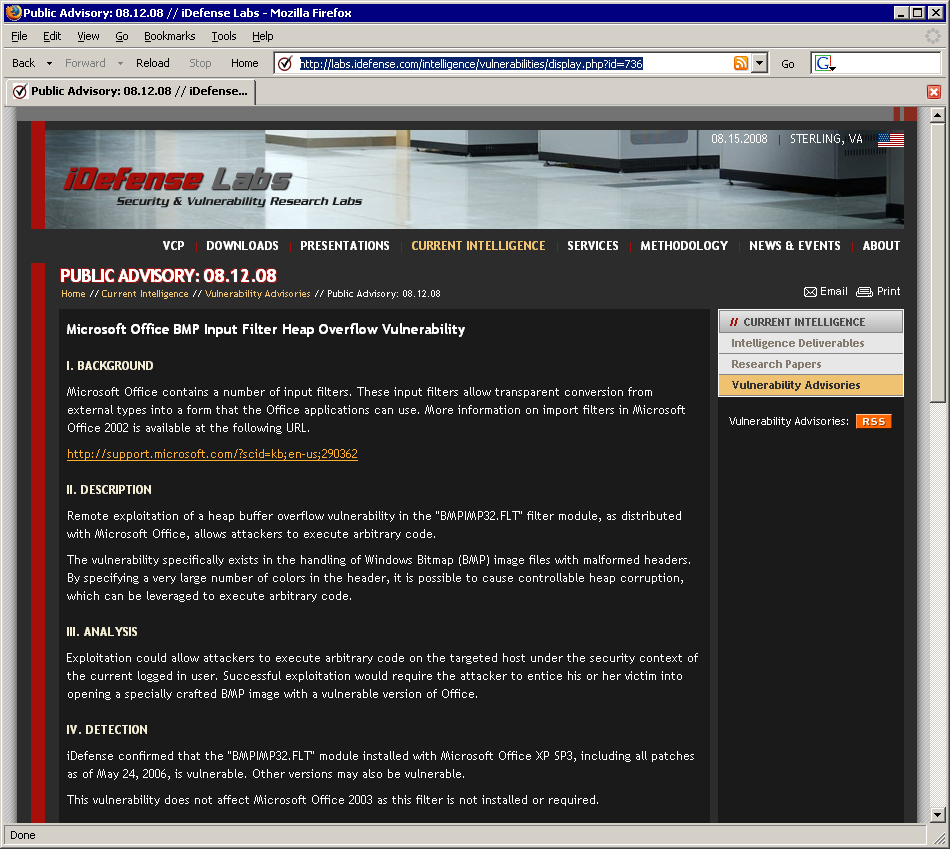 Public Advisory: 08.12.08 // iDefense Labs - Mozilla Firefox
File Edit View Go Bookmarks Tools Help
Back Forward Reload Stop Home http://labs.idefense.com/intelligence/vulnerabilities/display.php?id=736 Go G
Public Advisory: 08.12.08 // iDefense...
08.15.2008 | STERLING, VA
iDefense Labs
Security & Vulnerability Research Labs
VCP | DOWNLOADS | PRESENTATIONS | CURRENT INTELLIGENCE | SERVICES | METHODOLOGY | NEWS & EVENTS | ABOUT
PUBLIC ADVISORY: 08.12.08
Home // Current Intelligence // Vulnerability Advisories // Public Advisory: 08.12.08
Email Print
Microsoft Office BMP Input Filter Heap Overflow Vulnerability
I. BACKGROUND
Microsoft Office contains a number of input filters. These input filters allow transparent conversion from
external types into a form that the Office applications can use. More information on import filters in Microsoft
Office 2002 is available at the following URL.
http://support.microsoft.com/?scid=kb;en-us;290362
II. DESCRIPTION
Remote exploitation of a heap buffer overflow vulnerability in the "BMPIMP32.FLT" filter module, as distributed
with Microsoft Office, allows attackers to execute arbitrary code.
The vulnerability specifically exists in the handling of Windows Bitmap (BMP) image files with malformed headers.
By specifying a very large number of colors in the header, it is possible to cause controllable heap corruption,
which can be leveraged to execute arbitrary code.
III. ANALYSIS
Exploitation could allow attackers to execute arbitrary code on the targeted host under the security context of
the current logged in user. Successful exploitation would require the attacker to entice his or her victim into
opening a specially crafted BMP image with a vulnerable version of Office.
IV. DETECTION
iDefense confirmed that the "BMPIMP32.FLT" module installed with Microsoft Office XP SP3, including all patches
as of May 24, 2006, is vulnerable. Other versions may also be vulnerable.
This vulnerability does not affect Microsoft Office 2003 as this filter is not installed or required.
// CURRENT INTELLIGENCE
Intelligence Deliverables
Research Papers
Vulnerability Advisories
Vulnerability Advisories: RSS
Done